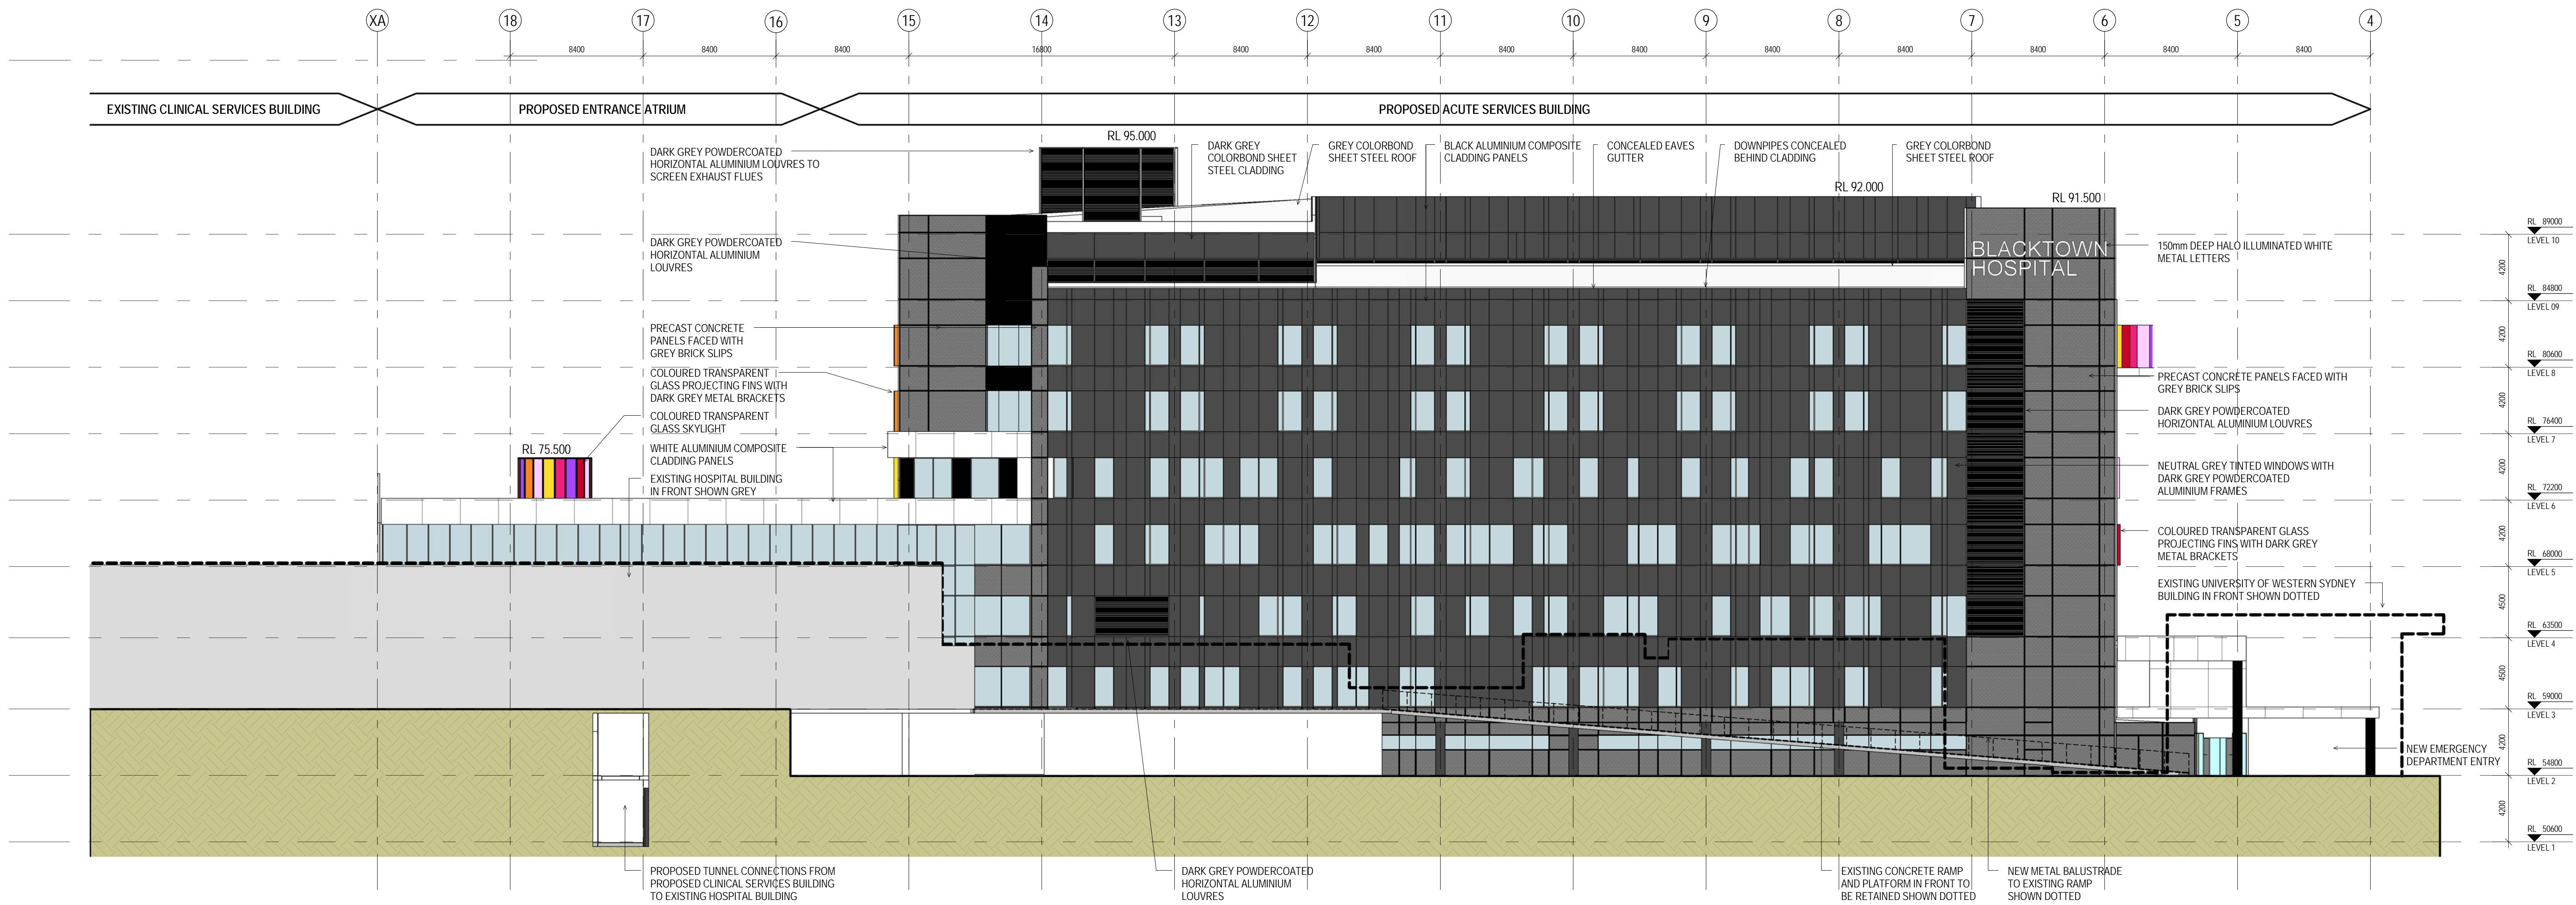 XA
18
17
16
15
14
13
12
11
10
9
8
7
6
5
4
8400
8400
8400
16800
8400
8400
8400
8400
8400
8400
8400
8400
8400
EXISTING CLINICAL SERVICES BUILDING
PROPOSED ENTRANCE ATRIUM
PROPOSED ACUTE SERVICES BUILDING
RL 95.000
DARK GREY POWDERCOATED
HORIZONTAL ALUMINIUM LOUVRES TO
SCREEN EXHAUST FLUES
DARK GREY
COLORBOND SHEET
STEEL CLADDING
GREY COLORBOND
SHEET STEEL ROOF
BLACK ALUMINIUM COMPOSITE
CLADDING PANELS
CONCEALED EAVES
GUTTER
DOWNPIPES CONCEALED
BEHIND CLADDING
GREY COLORBOND
SHEET STEEL ROOF
RL 92.000
RL 91.500
DARK GREY POWDERCOATED
HORIZONTAL ALUMINIUM
LOUVRES
BLACKTOWN
HOSPITAL
150mm DEEP HALO ILLUMINATED WHITE
METAL LETTERS
PRECAST CONCRETE
PANELS FACED WITH
GREY BRICK SLIPS
COLOURED TRANSPARENT
GLASS PROJECTING FINS WITH
DARK GREY METAL BRACKETS
COLOURED TRANSPARENT
GLASS SKYLIGHT
RL 75.500
WHITE ALUMINIUM COMPOSITE
CLADDING PANELS
EXISTING HOSPITAL BUILDING
IN FRONT SHOWN GREY
PRECAST CONCRETE PANELS FACED WITH
GREY BRICK SLIPS
DARK GREY POWDERCOATED
HORIZONTAL ALUMINIUM LOUVRES
NEUTRAL GREY TINTED WINDOWS WITH
DARK GREY POWDERCOATED
ALUMINIUM FRAMES
COLOURED TRANSPARENT GLASS
PROJECTING FINS WITH DARK GREY
METAL BRACKETS
EXISTING UNIVERSITY OF WESTERN SYDNEY
BUILDING IN FRONT SHOWN DOTTED
NEW EMERGENCY
DEPARTMENT ENTRY
RL 89000
LEVEL 10
4200
RL 84800
LEVEL 09
4200
RL 80600
LEVEL 8
4200
RL 76400
LEVEL 7
4200
RL 72200
LEVEL 6
4200
RL 68000
LEVEL 5
4500
RL 63500
LEVEL 4
4500
RL 59000
LEVEL 3
4200
RL 54800
LEVEL 2
4200
RL 50600
LEVEL 1
PROPOSED TUNNEL CONNECTIONS FROM
PROPOSED CLINICAL SERVICES BUILDING
TO EXISTING HOSPITAL BUILDING
DARK GREY POWDERCOATED
HORIZONTAL ALUMINIUM
LOUVRES
EXISTING CONCRETE RAMP
AND PLATFORM IN FRONT TO
BE RETAINED SHOWN DOTTED
NEW METAL BALUSTRADE
TO EXISTING RAMP
SHOWN DOTTED